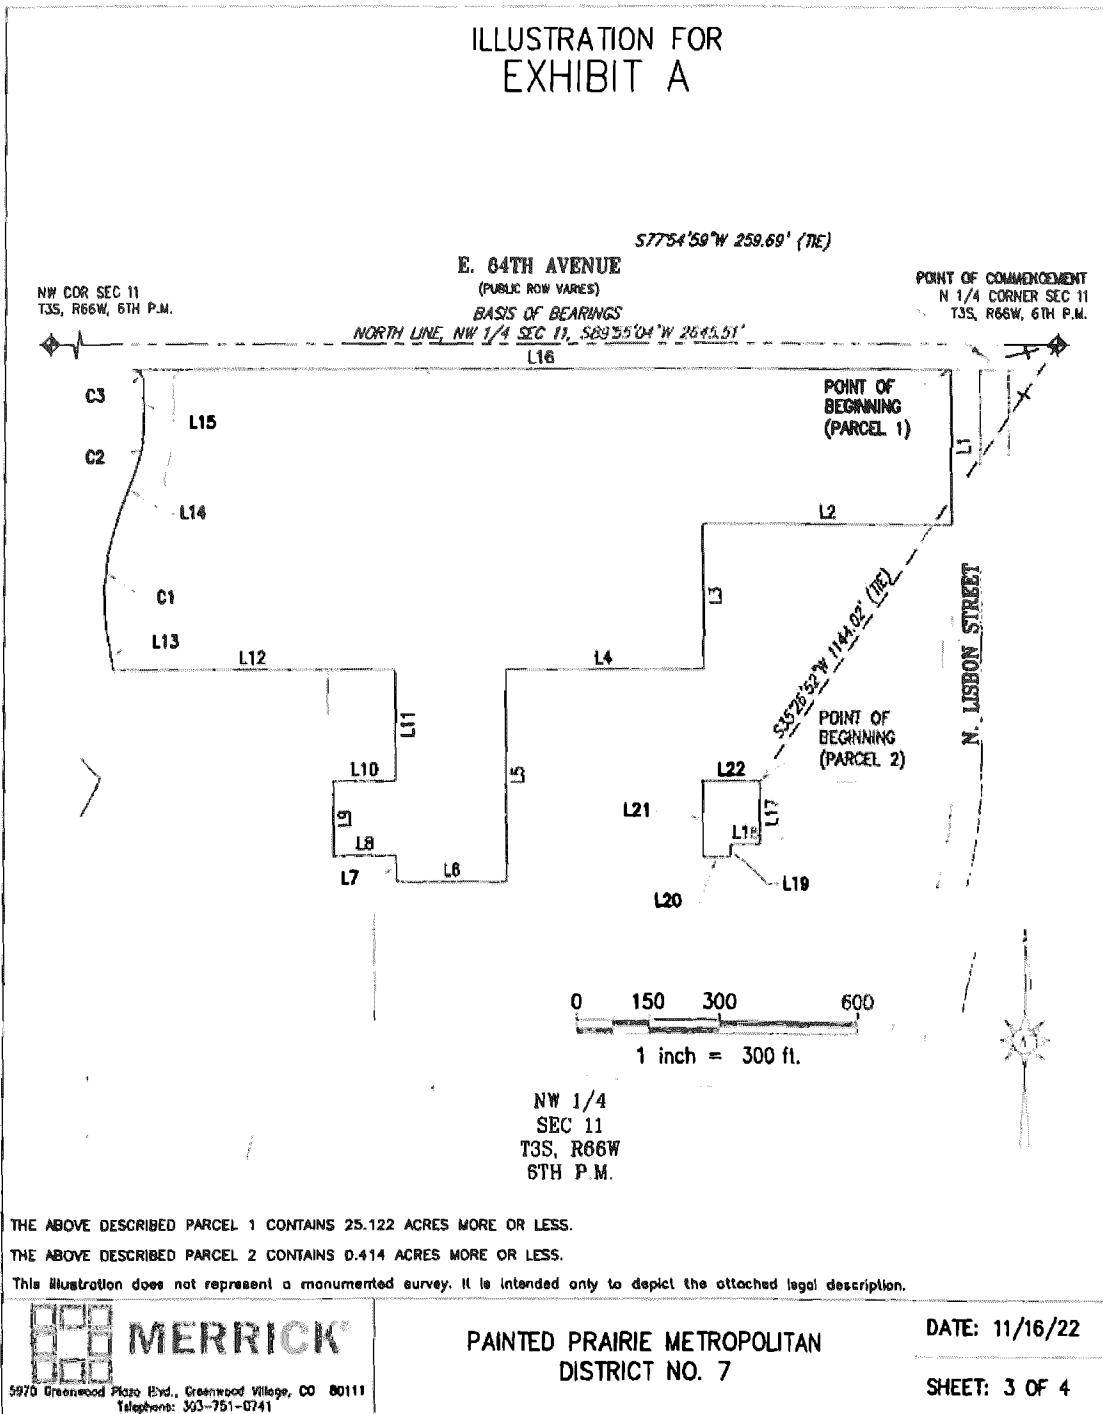 ILLUSTRATION FOR
EXHIBIT A
S77°54'59"W 259.69' (TIE)
E. 64TH AVENUE
(PUBLIC ROW VARIES)
BASIS OF BEARINGS
NORTH LINE, NW 1/4 SEC 11, S89°55'04"W 2645.51'
NW COR SEC 11
T3S, R66W, 6TH P.M.
POINT OF COMMENCEMENT
N 1/4 CORNER SEC 11
T3S, R66W, 6TH P.M.
L16
C3
L15
C2
L14
C1
L13
L12
POINT OF
BEGINNING
(PARCEL 1)
L1
L2
L3
L4
S35°26'52"W 1144.02' (TIE)
N. LISBON STREET
L11
L10
L5
L9
L8
L7
L6
POINT OF
BEGINNING
(PARCEL 2)
L22
L21
L17
L18
L19
L20
0 150 300 600
1 inch = 300 ft.
NW 1/4
SEC 11
T3S, R66W
6TH P.M.
THE ABOVE DESCRIBED PARCEL 1 CONTAINS 25.122 ACRES MORE OR LESS.
THE ABOVE DESCRIBED PARCEL 2 CONTAINS 0.414 ACRES MORE OR LESS.
This illustration does not represent a monumented survey. It is intended only to depict the attached legal description.
MERRICK®
5970 Greenwood Plaza Blvd., Greenwood Village, CO 80111
Telephone: 303-751-0741
PAINTED PRAIRIE METROPOLITAN
DISTRICT NO. 7
DATE: 11/16/22
SHEET: 3 OF 4